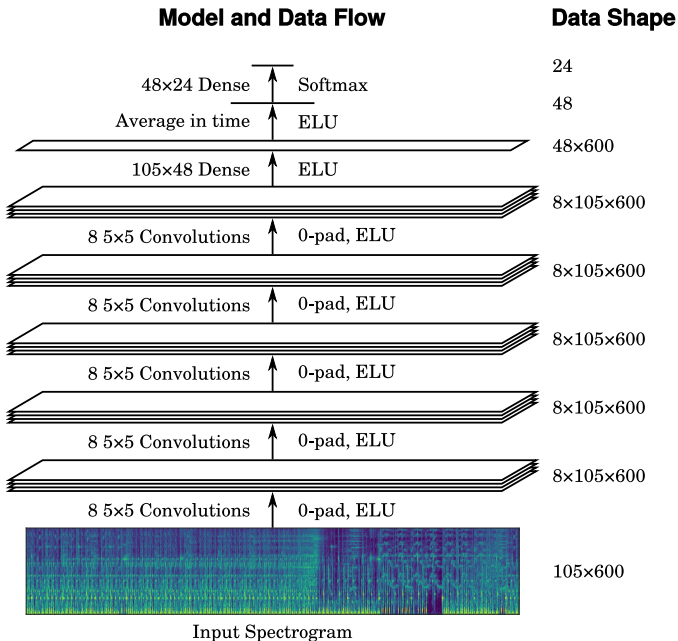 Model and Data Flow Data Shape
24
48×24 Dense Softmax
48
Average in time ELU
48×600
105×48 Dense ELU
8×105×600
8 5×5 Convolutions 0-pad, ELU
8×105×600
8 5×5 Convolutions 0-pad, ELU
8×105×600
8 5×5 Convolutions 0-pad, ELU
8×105×600
8 5×5 Convolutions 0-pad, ELU
8×105×600
8 5×5 Convolutions 0-pad, ELU
105×600
Input Spectrogram